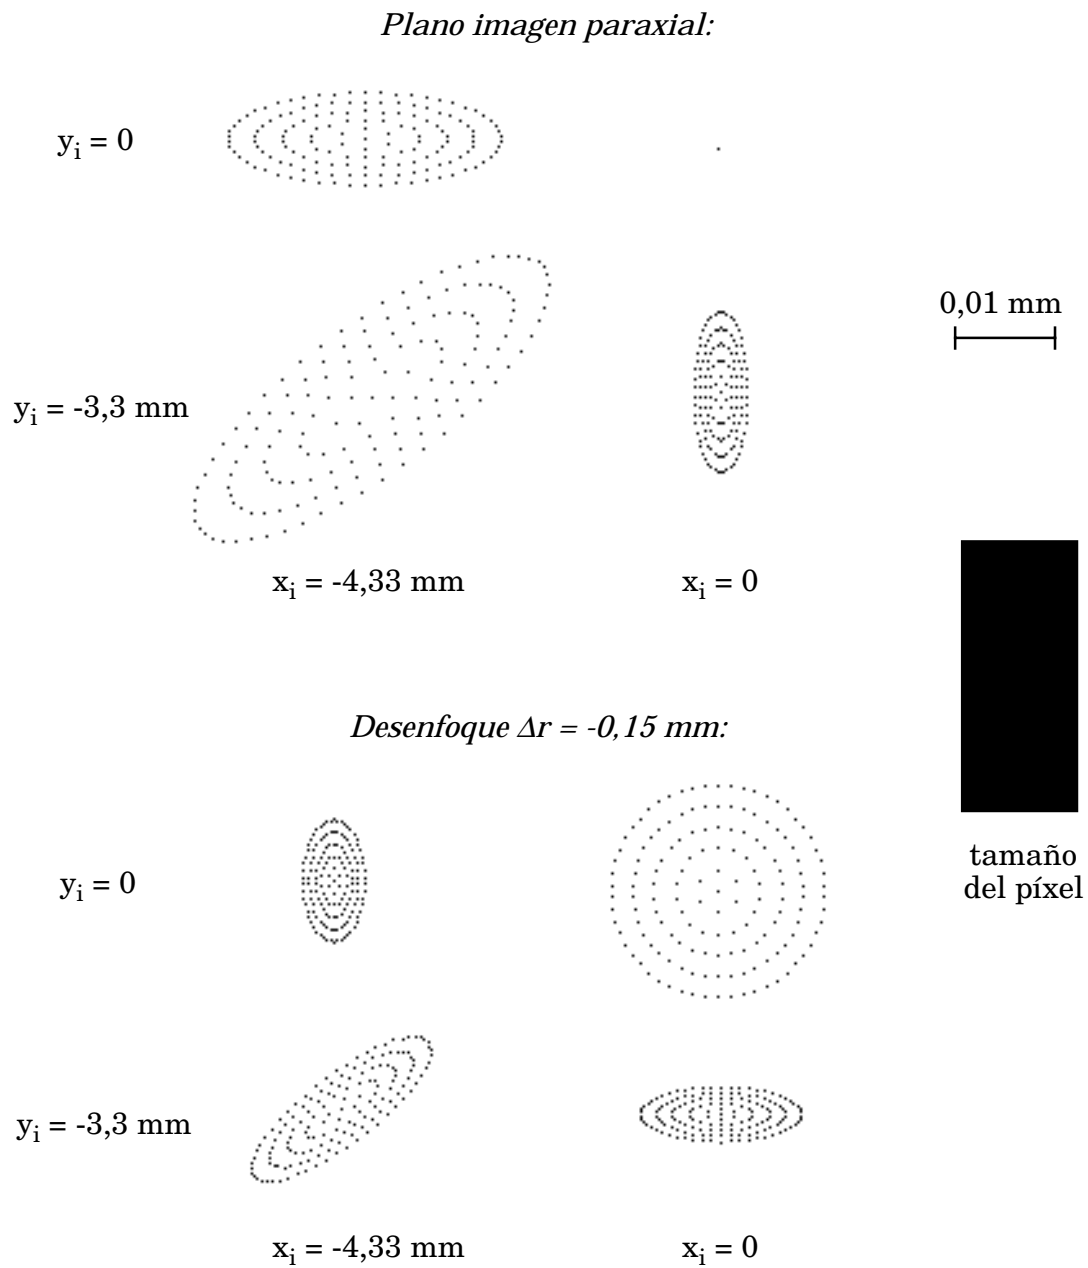 Plano imagen paraxial:
yᵢ = 0
0,01 mm
yᵢ = -3,3 mm
xᵢ = -4,33 mm
xᵢ = 0
Desenfoque Δr = -0,15 mm:
tamaño
del píxel
yᵢ = 0
yᵢ = -3,3 mm
xᵢ = -4,33 mm
xᵢ = 0